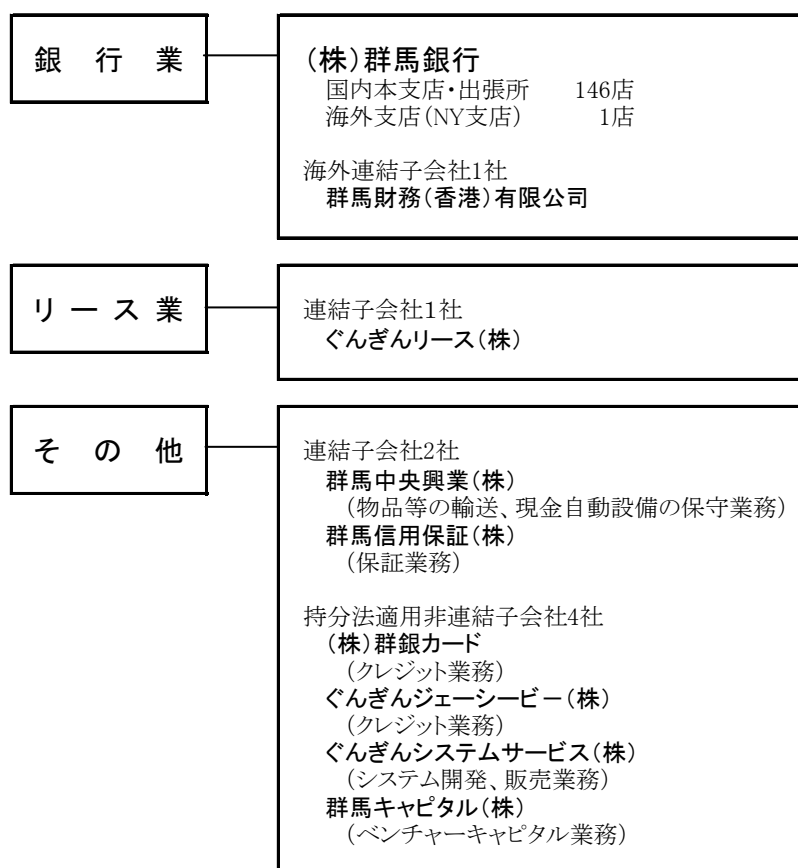 銀行業
(株)群馬銀行
国内本支店・出張所 146店
海外支店(NY支店) 1店
海外連結子会社1社
群馬財務(香港)有限公司
リース業
連結子会社1社
ぐんぎんリース(株)
その他
連結子会社2社
群馬中央興業(株)
(物品等の輸送、現金自動設備の保守業務)
群馬信用保証(株)
(保証業務)
持分法適用非連結子会社4社
(株)群銀カード
(クレジット業務)
ぐんぎんジェーシービー(株)
(クレジット業務)
ぐんぎんシステムサービス(株)
(システム開発、販売業務)
群馬キャピタル(株)
(ベンチャーキャピタル業務)